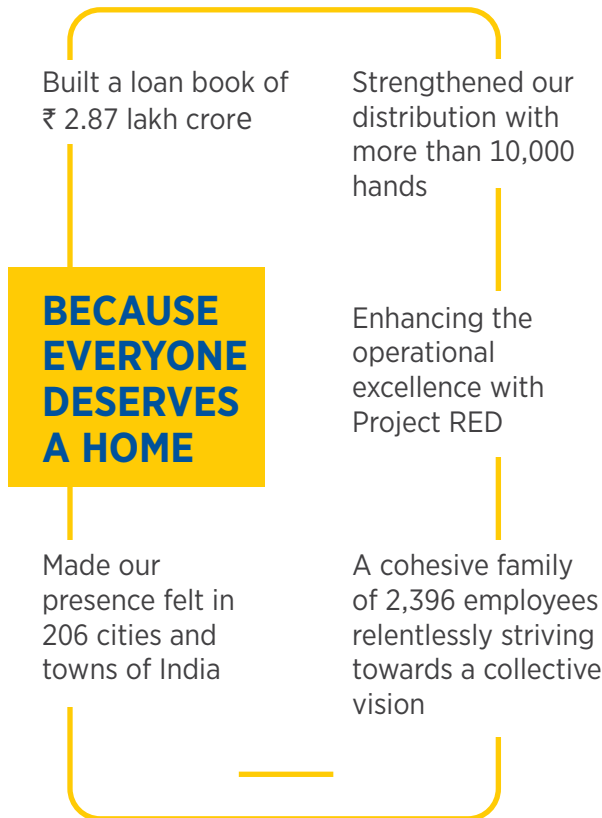 Built a loan book of
₹ 2.87 lakh crore
Strengthened our
distribution with
more than 10,000
hands
BECAUSE
EVERYONE
DESERVES
A HOME
Enhancing the
operational
excellence with
Project RED
Made our
presence felt in
206 cities and
towns of India
A cohesive family
of 2,396 employees
relentlessly striving
towards a collective
vision